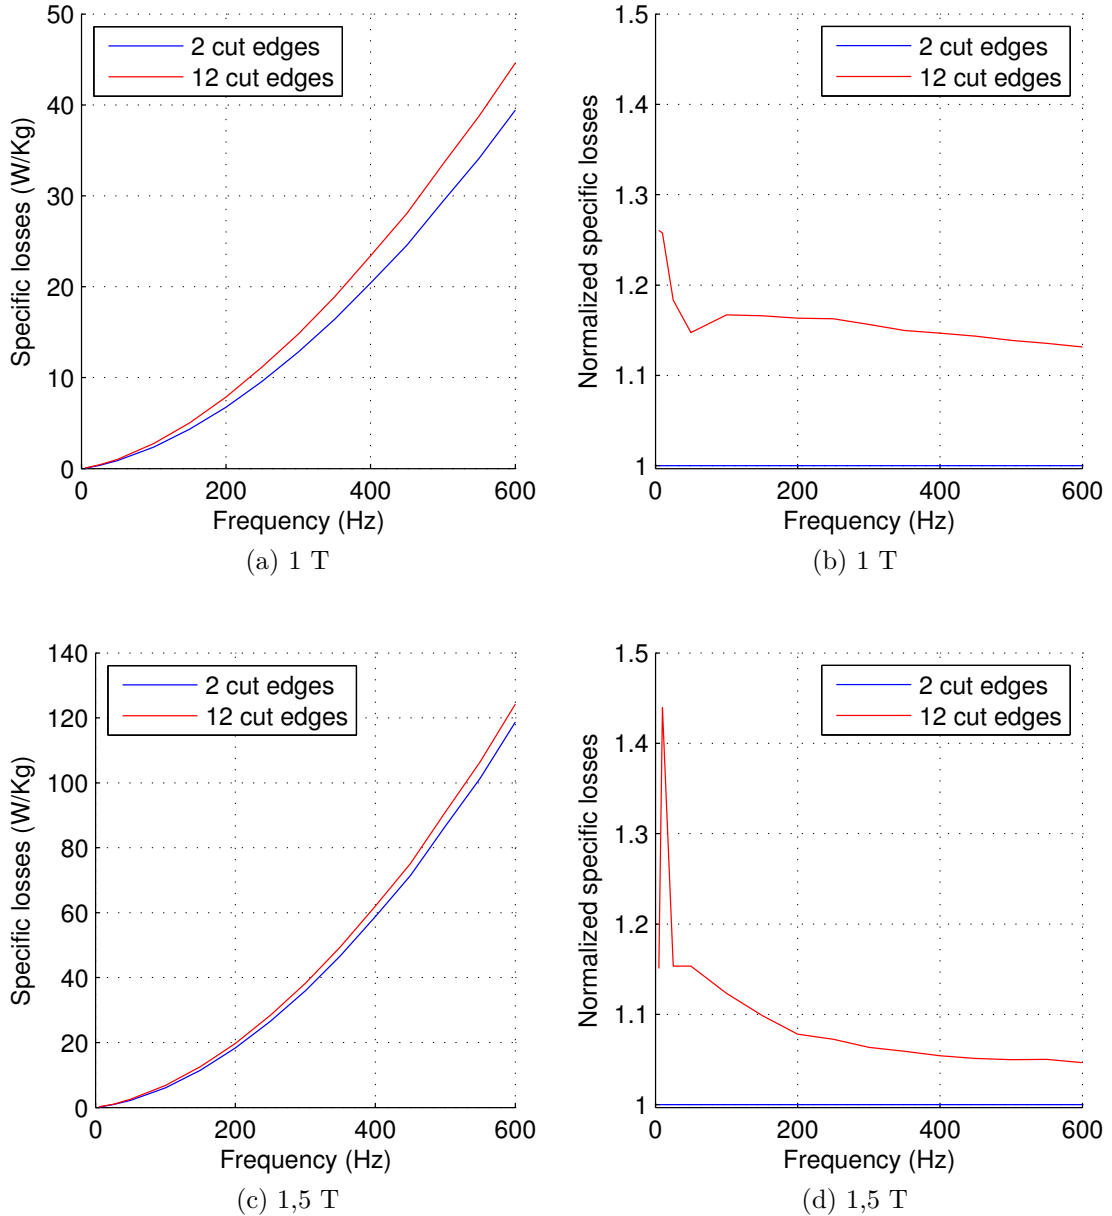 50
40
30
20
10
0
Specific losses (W/Kg)
2 cut edges
12 cut edges
0
200
400
600
Frequency (Hz)
(a) 1 T
1.5
1.4
1.3
1.2
1.1
1
Normalized specific losses
2 cut edges
12 cut edges
0
200
400
600
Frequency (Hz)
(b) 1 T
140
120
100
80
60
40
20
0
Specific losses (W/Kg)
2 cut edges
12 cut edges
0
200
400
600
Frequency (Hz)
(c) 1,5 T
1.5
1.4
1.3
1.2
1.1
1
Normalized specific losses
2 cut edges
12 cut edges
0
200
400
600
Frequency (Hz)
(d) 1,5 T